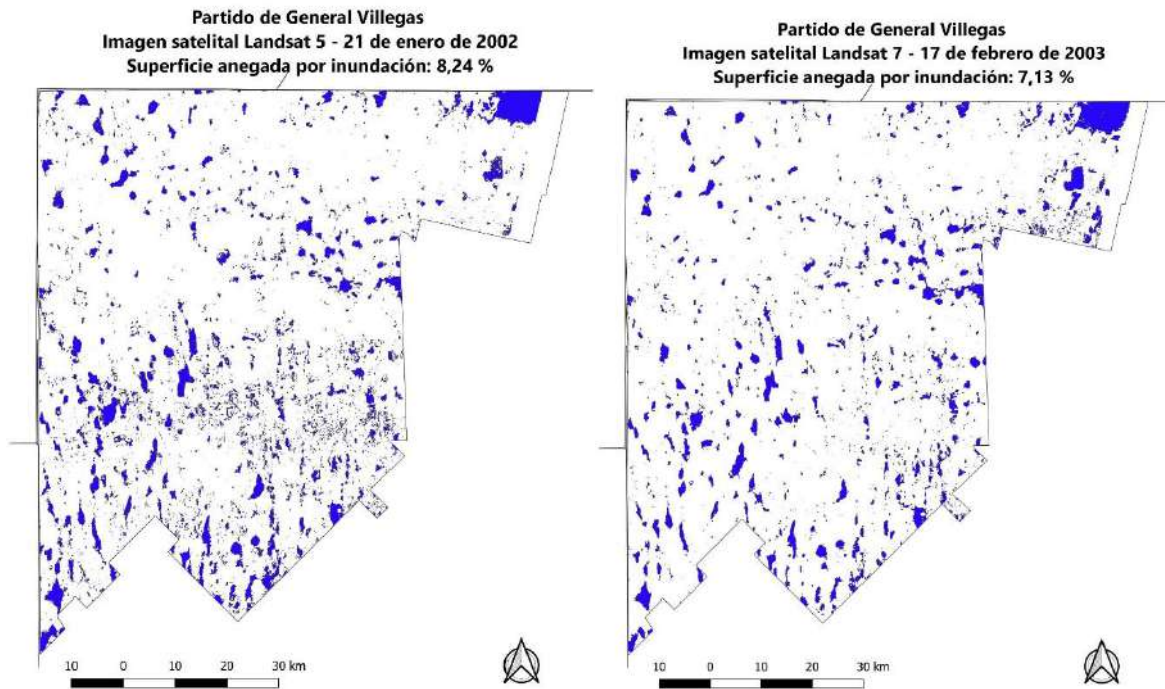 Partido de General Villegas
Imagen satelital Landsat 5 - 21 de enero de 2002
Superficie anegada por inundación: 8,24 %
10 0 10 20 30 km
Partido de General Villegas
Imagen satelital Landsat 7 - 17 de febrero de 2003
Superficie anegada por inundación: 7,13 %
10 0 10 20 30 km